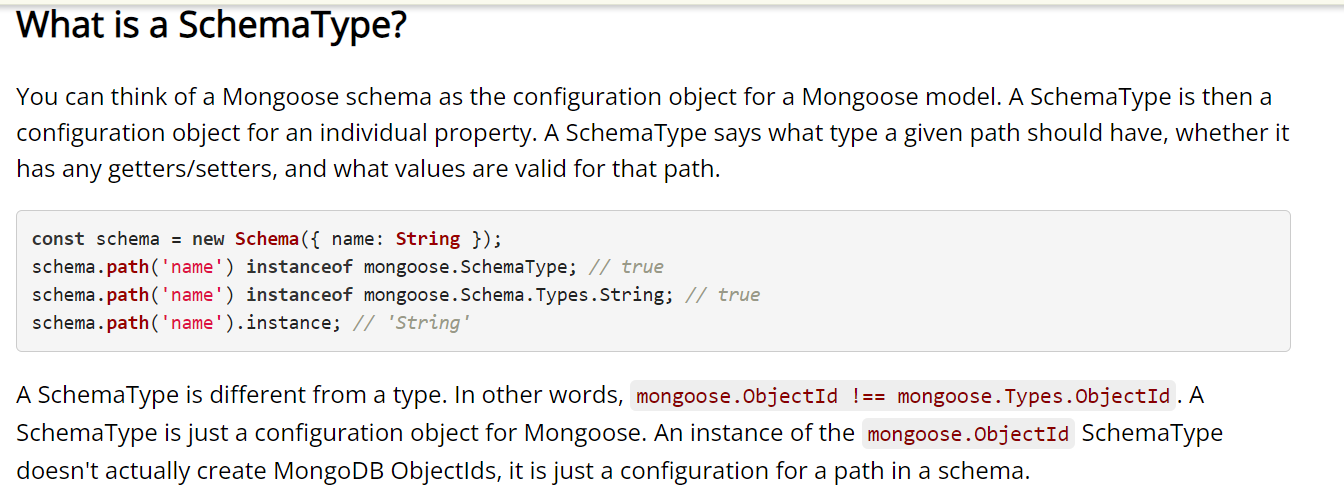 What is a SchemaType?
You can think of a Mongoose schema as the configuration object for a Mongoose model. A SchemaType is then a
configuration object for an individual property. A SchemaType says what type a given path should have, whether it
has any getters/setters, and what values are valid for that path.
const schema = new Schema({ name: String });
schema.path('name') instanceof mongoose.SchemaType; // true
schema.path('name') instanceof mongoose.Schema.Types.String; // true
schema.path('name').instance; // 'String'
A SchemaType is different from a type. In other words, mongoose.ObjectId !== mongoose.Types.ObjectId. A
SchemaType is just a configuration object for Mongoose. An instance of the mongoose.ObjectId SchemaType
doesn't actually create MongoDB ObjectIds, it is just a configuration for a path in a schema.